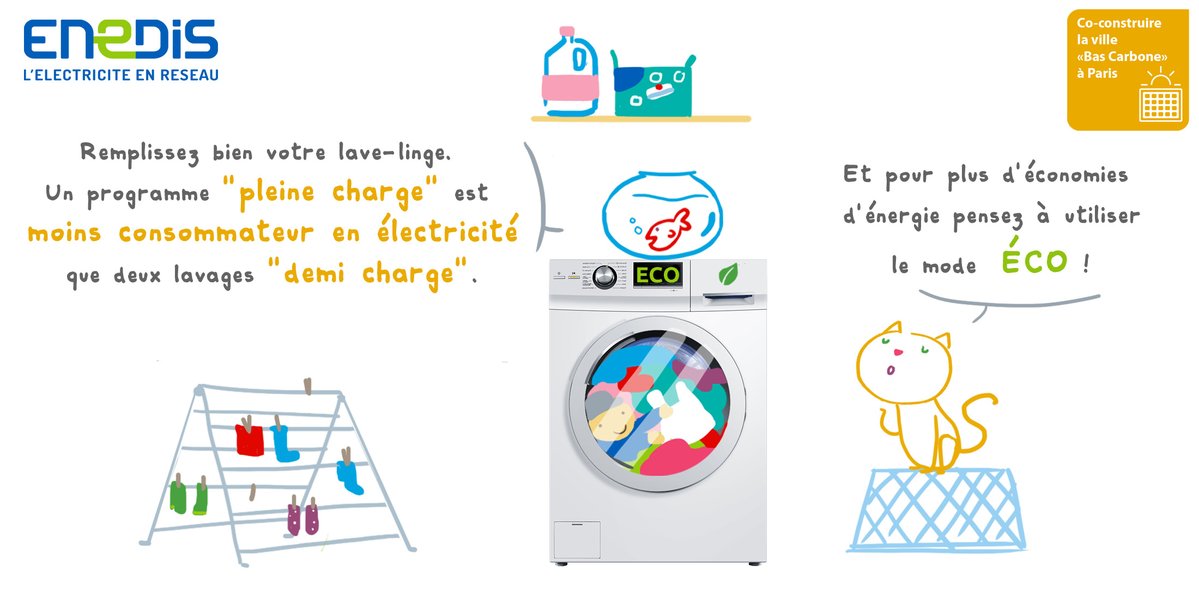 ENEDIS
L'ELECTRICITE EN RESEAU
Co-construire
la ville
«Bas Carbone»
à Paris
Remplissez bien votre lave-linge.
Un programme "pleine charge" est
moins consommateur en électricité
que deux lavages "demi charge".
Et pour plus d'économies
d'énergie pensez à utiliser
le mode ÉCO !
ECO